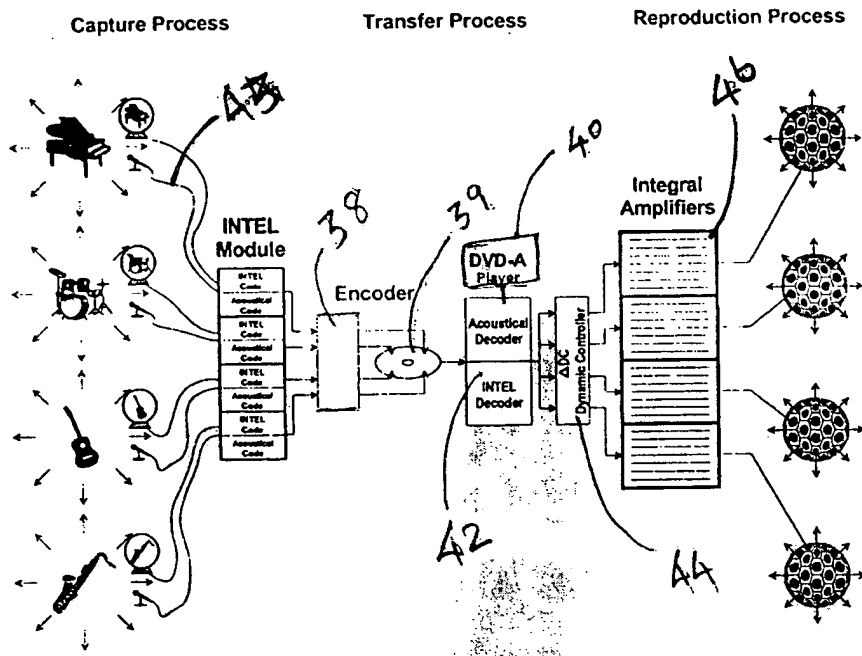 Capture Process
Transfer Process
Reproduction Process
46
40
38
39
INTEL
Module
Integral
Amplifiers
DVD-A
Player
Encoder
INTEL
Code
Acoustical
Code
INTEL
Code
Acoustical
Code
INTEL
Code
Acoustical
Code
INTEL
Code
Acoustical
Code
Acoustical
Decoder
INTEL
Decoder
ΔDC
Dynamic Controller
42
44